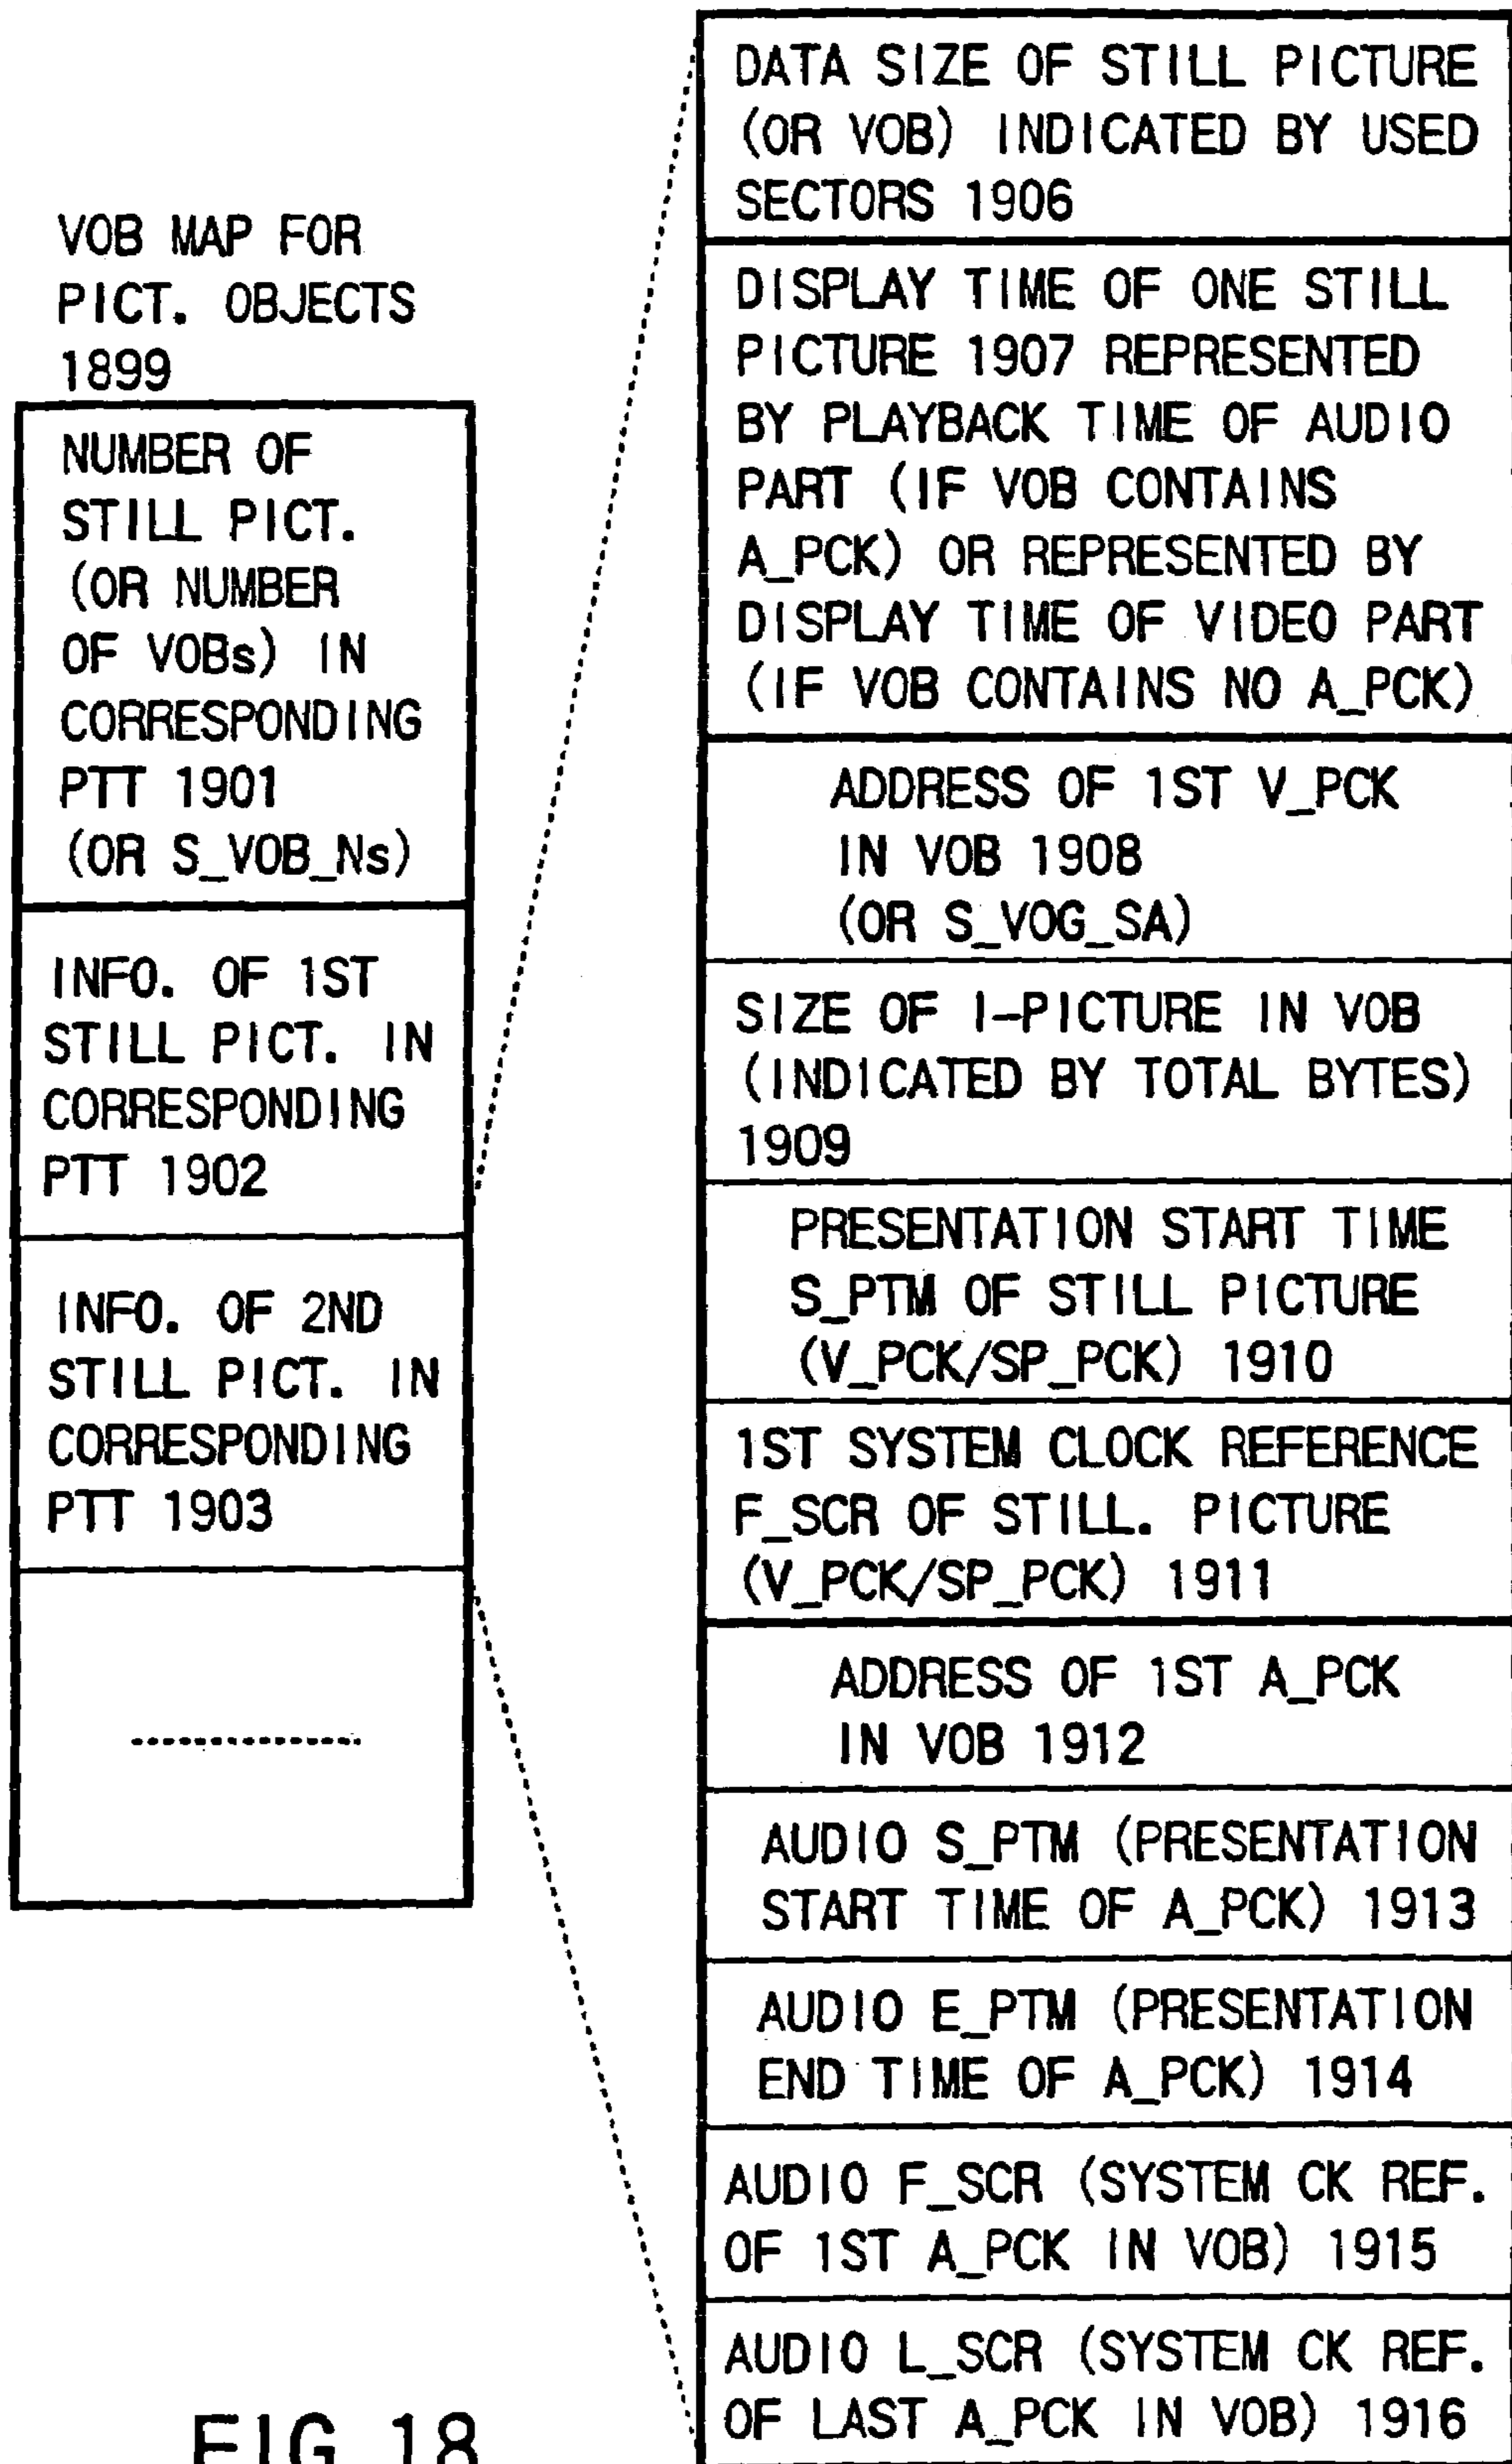 VOB MAP FOR
PICT. OBJECTS
1899
NUMBER OF
STILL PICT.
(OR NUMBER
OF VOBs) IN
CORRESPONDING
PTT 1901
(OR S_VOB_Ns)
INFO. OF 1ST
STILL PICT. IN
CORRESPONDING
PTT 1902
INFO. OF 2ND
STILL PICT. IN
CORRESPONDING
PTT 1903
DATA SIZE OF STILL PICTURE
(OR VOB) INDICATED BY USED
SECTORS 1906
DISPLAY TIME OF ONE STILL
PICTURE 1907 REPRESENTED
BY PLAYBACK TIME OF AUDIO
PART (IF VOB CONTAINS
A_PCK) OR REPRESENTED BY
DISPLAY TIME OF VIDEO PART
(IF VOB CONTAINS NO A_PCK)
ADDRESS OF 1ST V_PCK
IN VOB 1908
(OR S_VOG_SA)
SIZE OF I-PICTURE IN VOB
(INDICATED BY TOTAL BYTES)
1909
PRESENTATION START TIME
S_PTM OF STILL PICTURE
(V_PCK/SP_PCK) 1910
1ST SYSTEM CLOCK REFERENCE
F_SCR OF STILL. PICTURE
(V_PCK/SP_PCK) 1911
ADDRESS OF 1ST A_PCK
IN VOB 1912
AUDIO S_PTM (PRESENTATION
START TIME OF A_PCK) 1913
AUDIO E_PTM (PRESENTATION
END TIME OF A_PCK) 1914
AUDIO F_SCR (SYSTEM CK REF.
OF 1ST A_PCK IN VOB) 1915
AUDIO L_SCR (SYSTEM CK REF.
OF LAST A_PCK IN VOB) 1916
FIG. 18